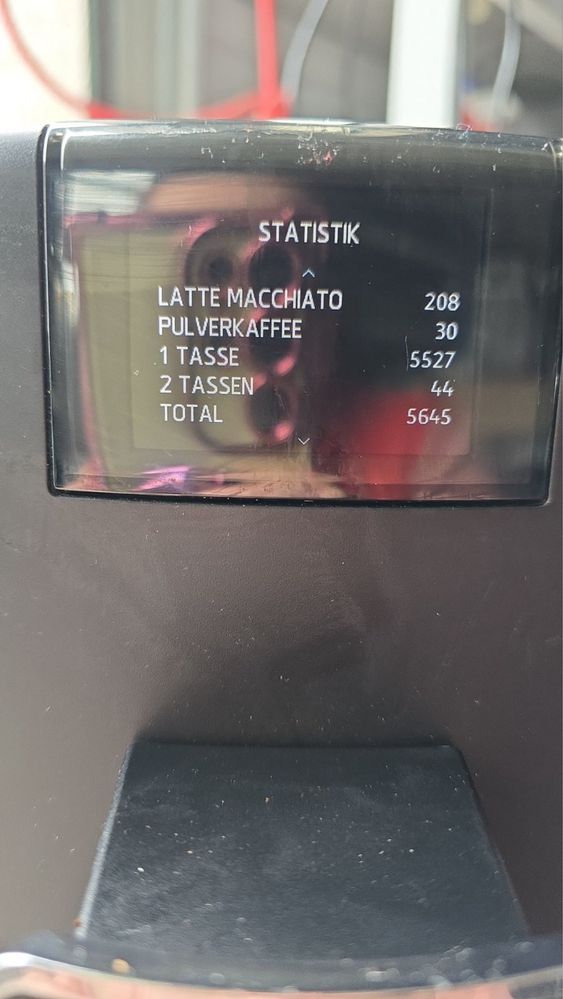 STATISTIK
LATTE MACCHIATO 208
PULVERKAFFEE 30
1 TASSE 5527
2 TASSEN 44
TOTAL 5645